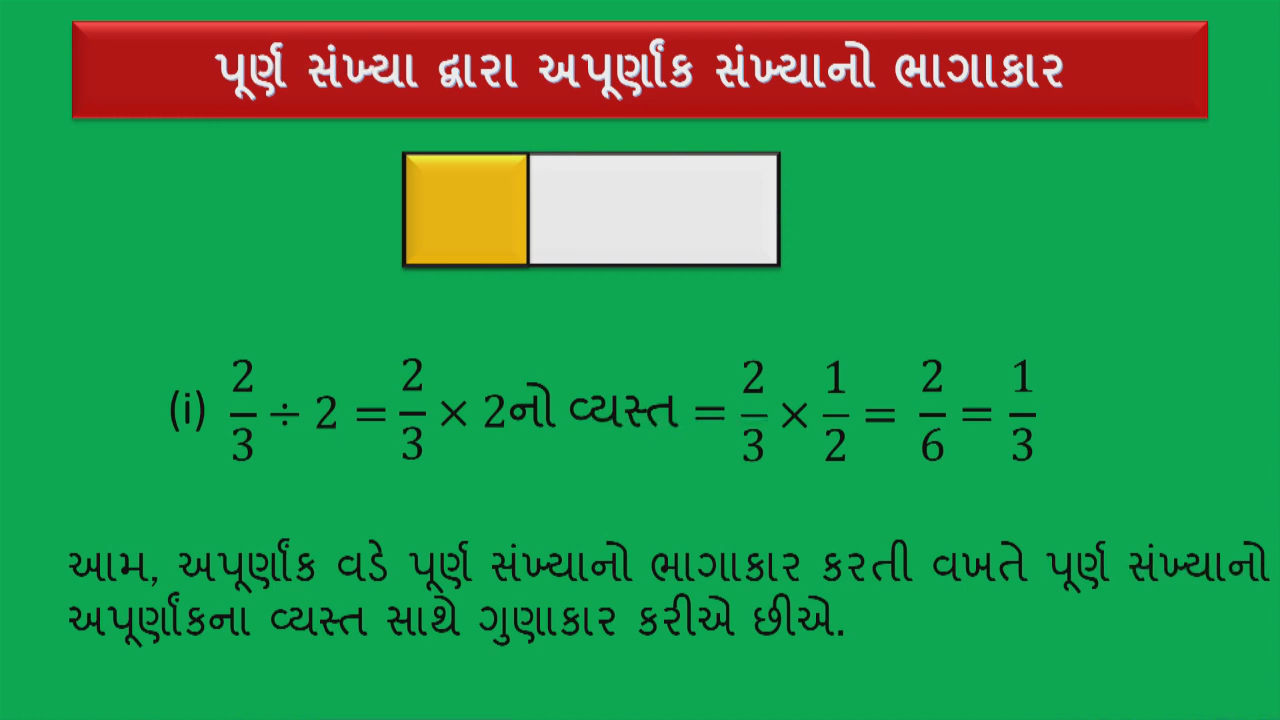 પૂર્ણ સંખ્યા દ્વારા અપૂર્ણાંક સંખ્યાનો ભાગાકાર
(i) 2/3 ÷ 2 = 2/3 × 2નો વ્યસ્ત = 2/3 × 1/2 = 2/6 = 1/3
આમ, અપૂર્ણાંક વડે પૂર્ણ સંખ્યાનો ભાગાકાર કરતી વખતે પૂર્ણ સંખ્યાનો
અપૂર્ણાંકના વ્યસ્ત સાથે ગુણાકાર કરીએ છીએ.